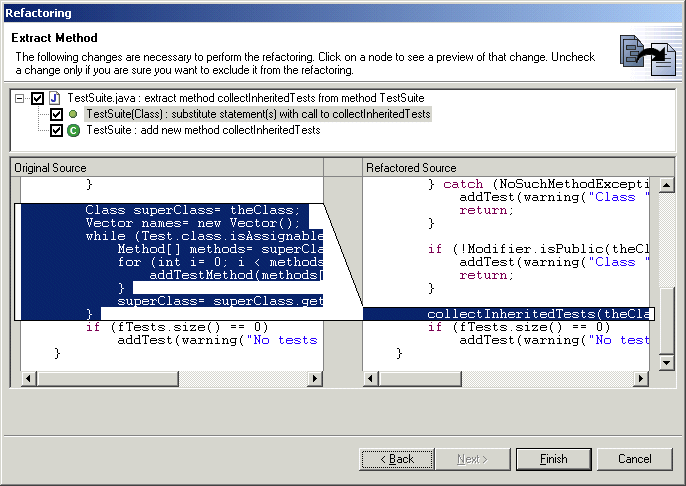 Refactoring
Extract Method
The following changes are necessary to perform the refactoring. Click on a node to see a preview of that change. Uncheck
a change only if you are sure you want to exclude it from the refactoring.
TestSuite.java : extract method collectInheritedTests from method TestSuite
TestSuite(Class) : substitute statement(s) with call to collectInheritedTests
TestSuite : add new method collectInheritedTests
Original Source
}
Class superClass= theClass;
Vector names= new Vector();
while (Test.class.isAssignable
Method[] methods= superCla
for (int i= 0; i < methods
addTestMethod(methods[
}
superClass= superClass.get
}
if (fTests.size() == 0)
addTest(warning("No tests
}
Refactored Source
} catch (NoSuchMethodExcepti
addTest(warning("Class "
return;
}
if (!Modifier.isPublic(theCl
addTest(warning("Class "
return;
}
collectInheritedTests(theCla
if (fTests.size() == 0)
addTest(warning("No test
}
< Back
Next >
Finish
Cancel